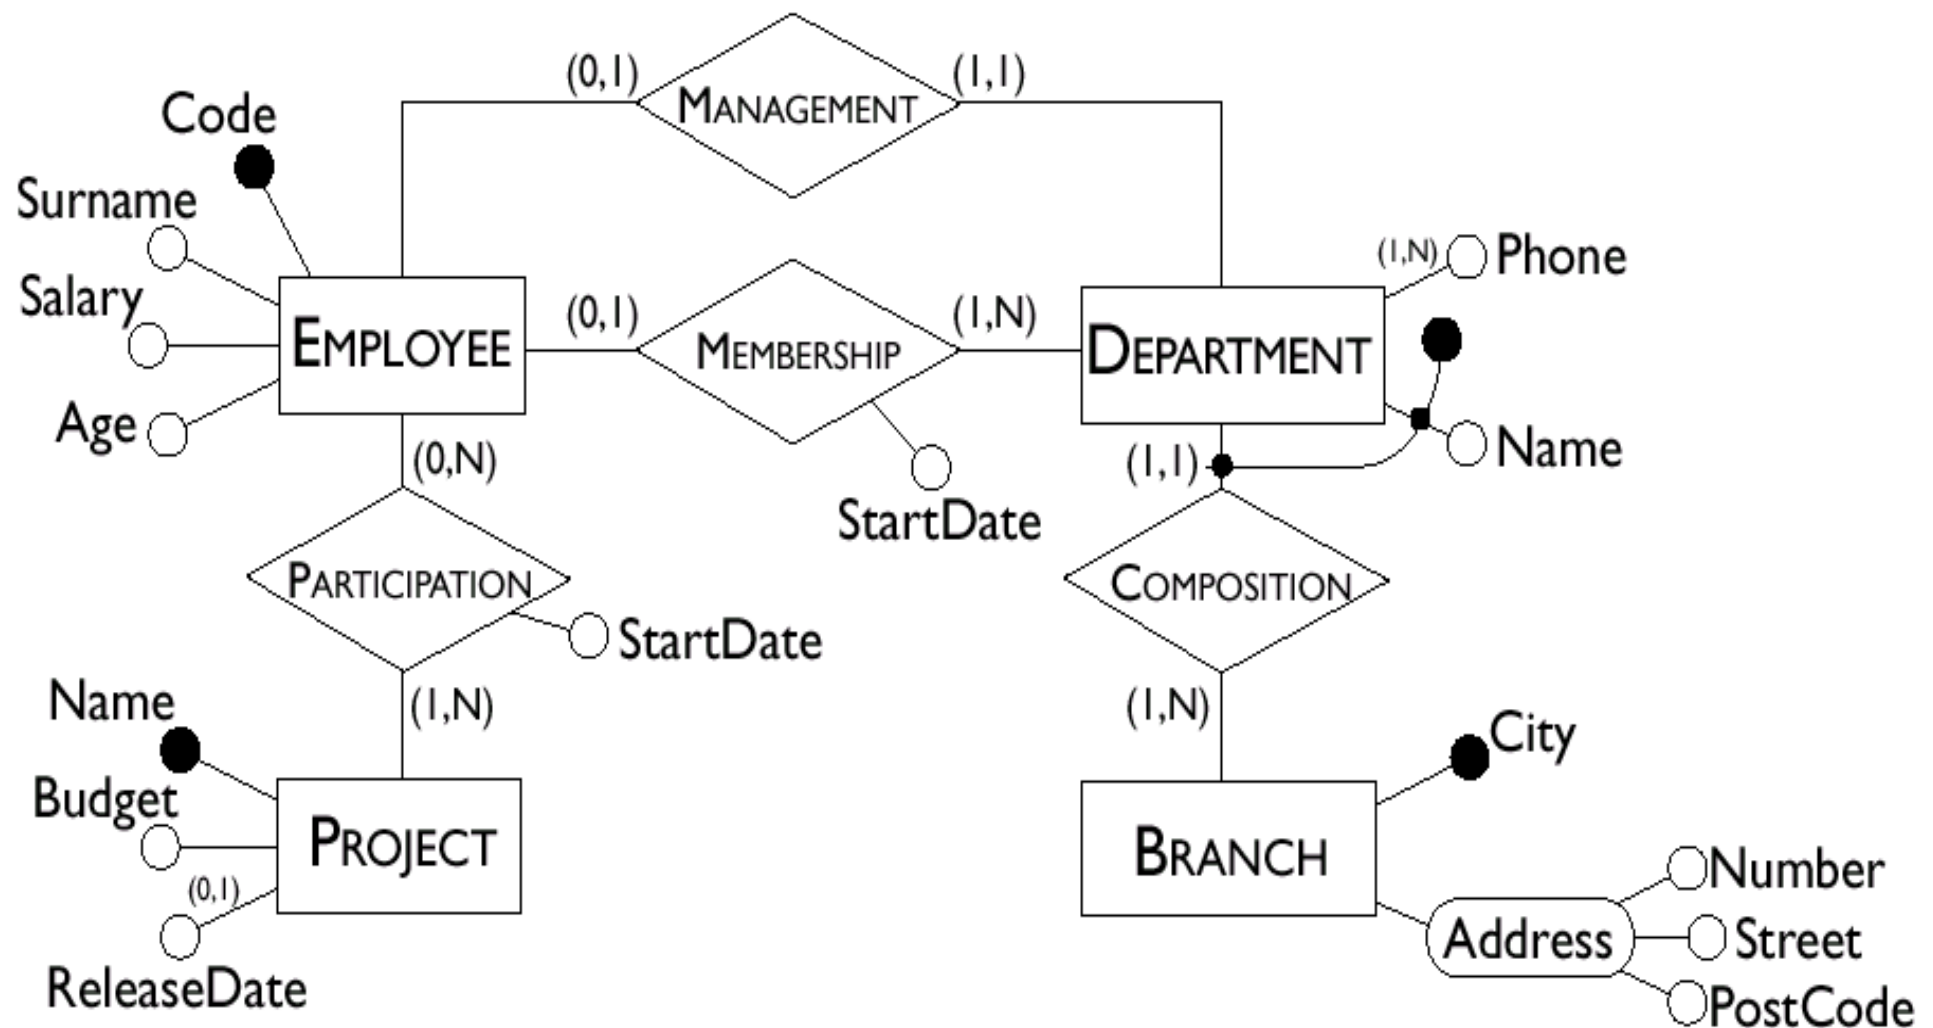 (0,1)
MANAGEMENT
(1,1)
Code
Surname
Salary
Age
EMPLOYEE
(0,1)
MEMBERSHIP
(1,N)
StartDate
DEPARTMENT
(1,N)
Phone
Name
(0,N)
PARTICIPATION
StartDate
(1,N)
(1,1)
COMPOSITION
(1,N)
Name
Budget
(0,1)
ReleaseDate
PROJECT
BRANCH
City
Address
Number
Street
PostCode